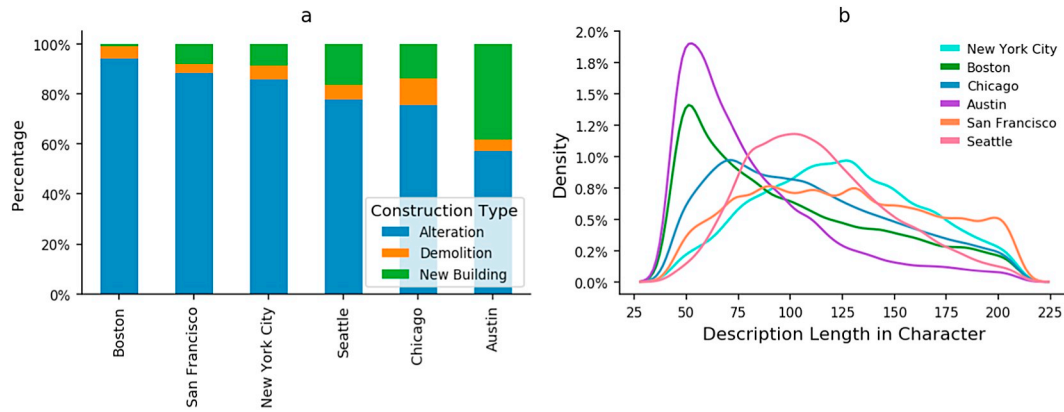 a
100%
80%
60%
40%
20%
0%
Percentage
Construction Type
Alteration
Demolition
New Building
Boston
San Francisco
New York City
Seattle
Chicago
Austin
b
2.0%
1.8%
1.5%
1.2%
1.0%
0.8%
0.5%
0.2%
0.0%
Density
New York City
Boston
Chicago
Austin
San Francisco
Seattle
25 50 75 100 125 150 175 200 225
Description Length in Character